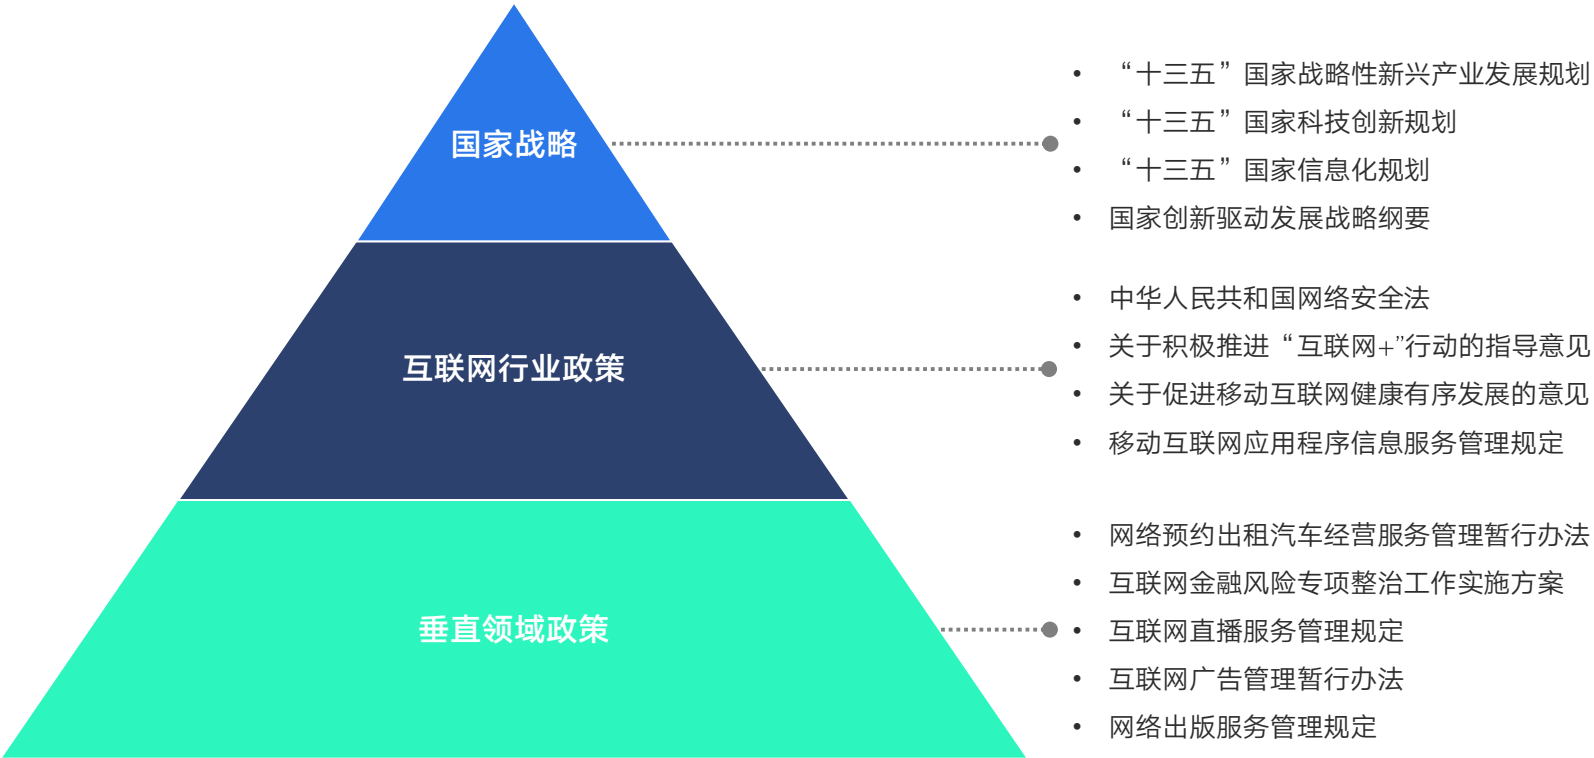 国家战略
• “十三五”国家战略性新兴产业发展规划
• “十三五”国家科技创新规划
• “十三五”国家信息化规划
• 国家创新驱动发展战略纲要
互联网行业政策
• 中华人民共和国网络安全法
• 关于积极推进“互联网+”行动的指导意见
• 关于促进移动互联网健康有序发展的意见
• 移动互联网应用程序信息服务管理规定
垂直领域政策
• 网络预约出租汽车经营服务管理暂行办法
• 互联网金融风险专项整治工作实施方案
• 互联网直播服务管理规定
• 互联网广告管理暂行办法
• 网络出版服务管理规定